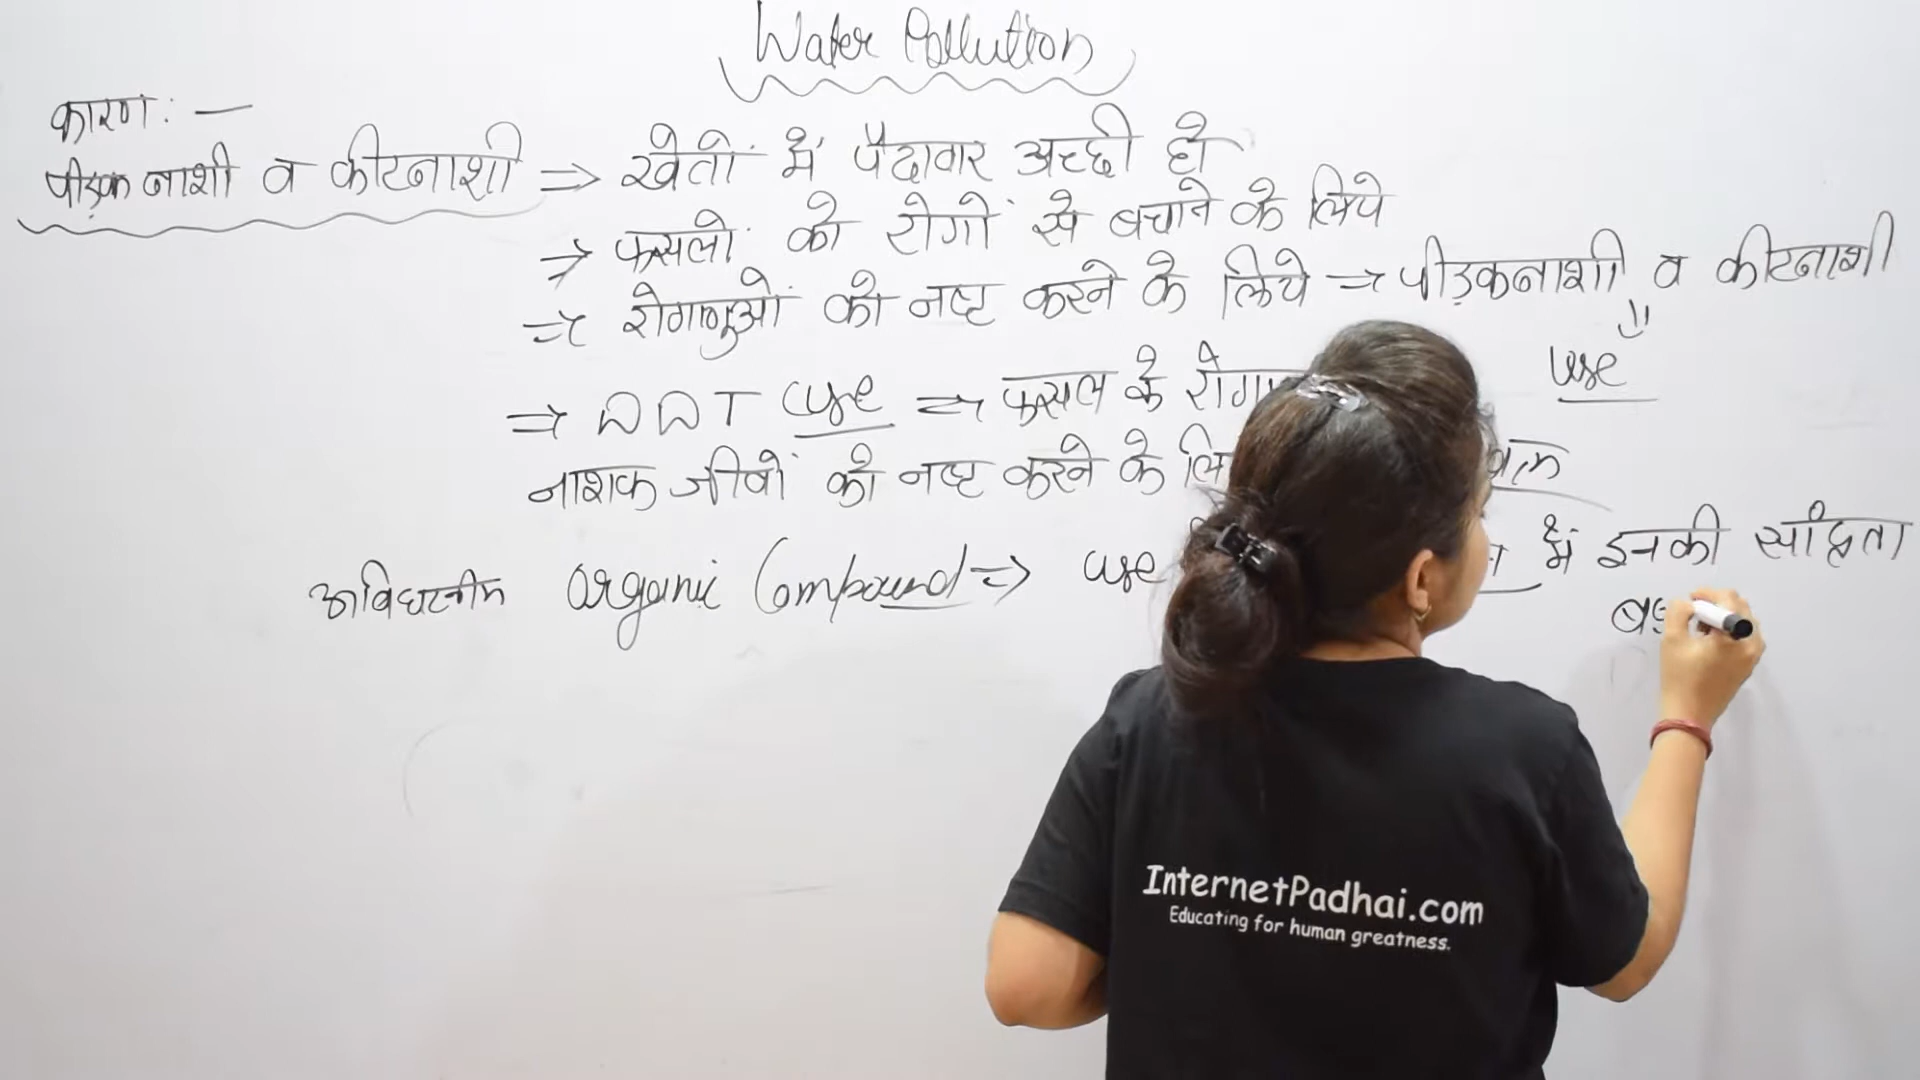 Water Pollution
कारण: —
पीड़कनाशी व कीटनाशी ⇒ खेतों में पैदावार अच्छी हो
⇒ फसलों को रोगों से बचाने के लिये
⇒ रोगाणुओं को नष्ट करने के लिये ⇒ पीड़कनाशी व कीटनाशी
use
⇒ DDT use ⇒ फसल के
नाशक जीवों को नष्ट करने के
अविघटनीय Organic Compound ⇒ use में इनकी सांद्रता
InternetPadhai.com
Educating for human greatness.